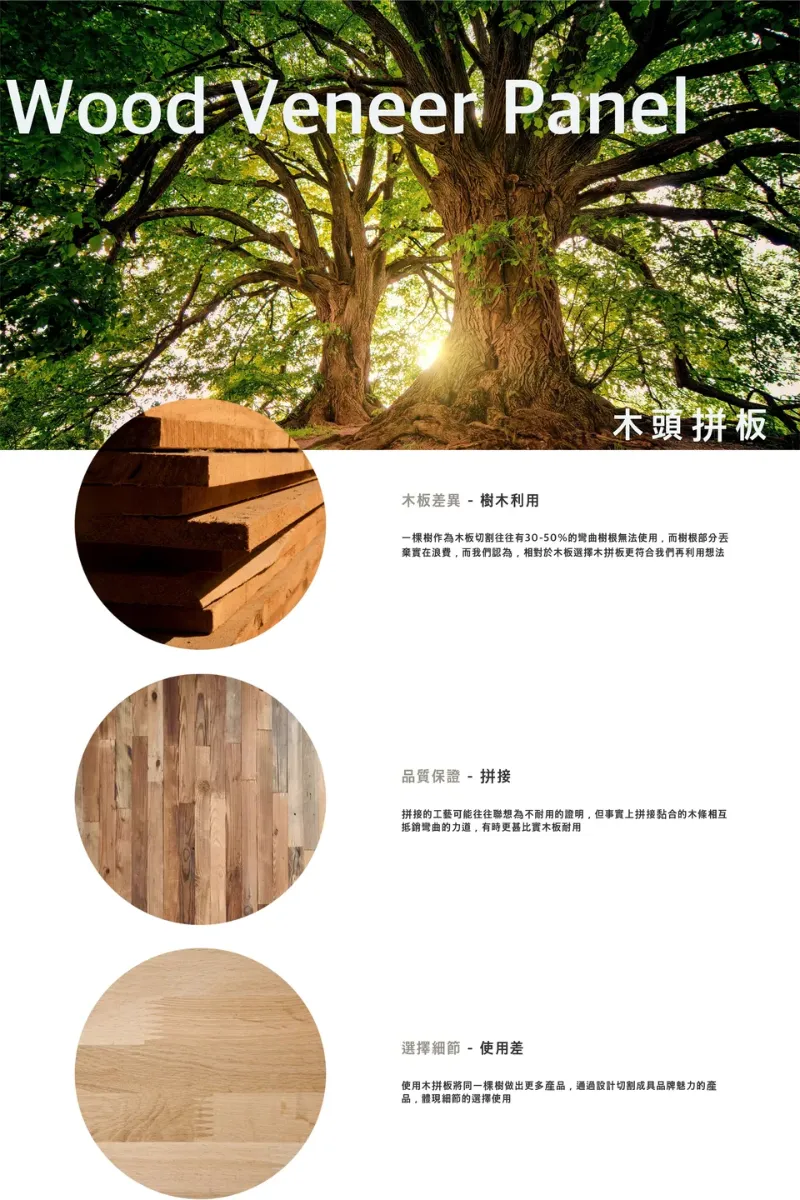 Wood Veneer Panel
木頭拼板
木板差異 - 樹木利用
一棵樹作為木板切割往往有30-50%的彎曲樹根無法使用，而樹根部分丟
棄實在浪費，而我們認為，相對於木板選擇木拼板更符合我們再利用想法
品質保證 - 拼接
拼接的工藝可能往往聯想為不耐用的證明，但事實上拼接黏合的木條相互
抵銷彎曲的力道，有時更甚比實木板耐用
選擇細節 - 使用差
使用木拼板將同一棵樹做出更多產品，通過設計切割成具品牌魅力的產
品，體現細節的選擇使用